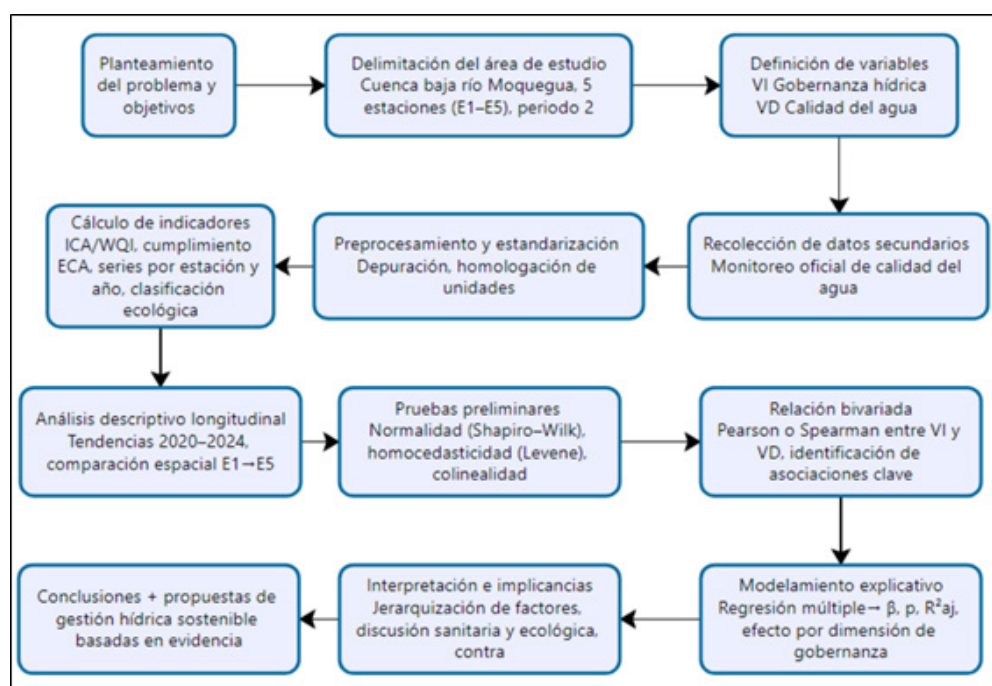 Planteamiento
del problema y
objetivos
Delimitación del área de estudio
Cuenca baja río Moquegua, 5
estaciones (E1–E5), periodo 2
Definición de variables
VI Gobernanza hídrica
VD Calidad del agua
Recolección de datos secundarios
Monitoreo oficial de calidad del
agua
Preprocesamiento y estandarización
Depuración, homologación de
unidades
Cálculo de indicadores
ICA/WQI, cumplimiento
ECA, series por estación y
año, clasificación
ecológica
Análisis descriptivo longitudinal
Tendencias 2020–2024,
comparación espacial E1→E5
Pruebas preliminares
Normalidad (Shapiro–Wilk),
homocedasticidad (Levene),
colinealidad
Relación bivariada
Pearson o Spearman entre VI y
VD, identificación de
asociaciones clave
Modelamiento explicativo
Regresión múltiple→ β, p, R²aj,
efecto por dimensión de
gobernanza
Interpretación e implicancias
Jerarquización de factores,
discusión sanitaria y ecológica,
contra
Conclusiones + propuestas de
gestión hídrica sostenible
basadas en evidencia